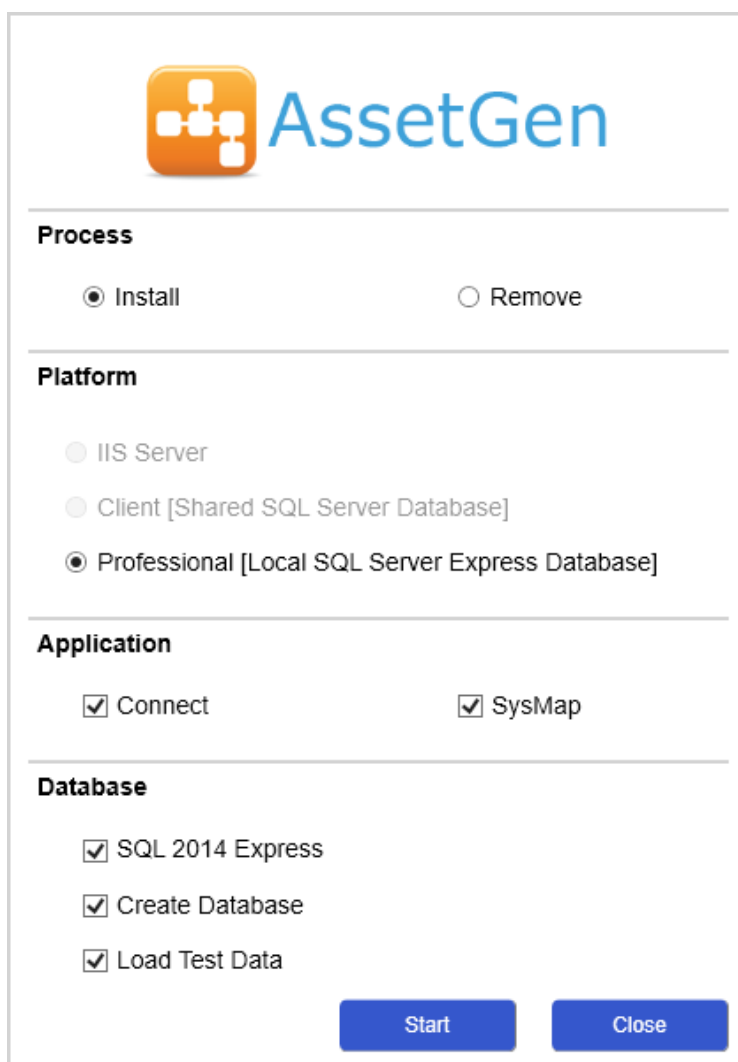 AssetGen
Process
Install
Remove
Platform
IIS Server
Client [Shared SQL Server Database]
Professional [Local SQL Server Express Database]
Application
Connect
SysMap
Database
SQL 2014 Express
Create Database
Load Test Data
Start
Close